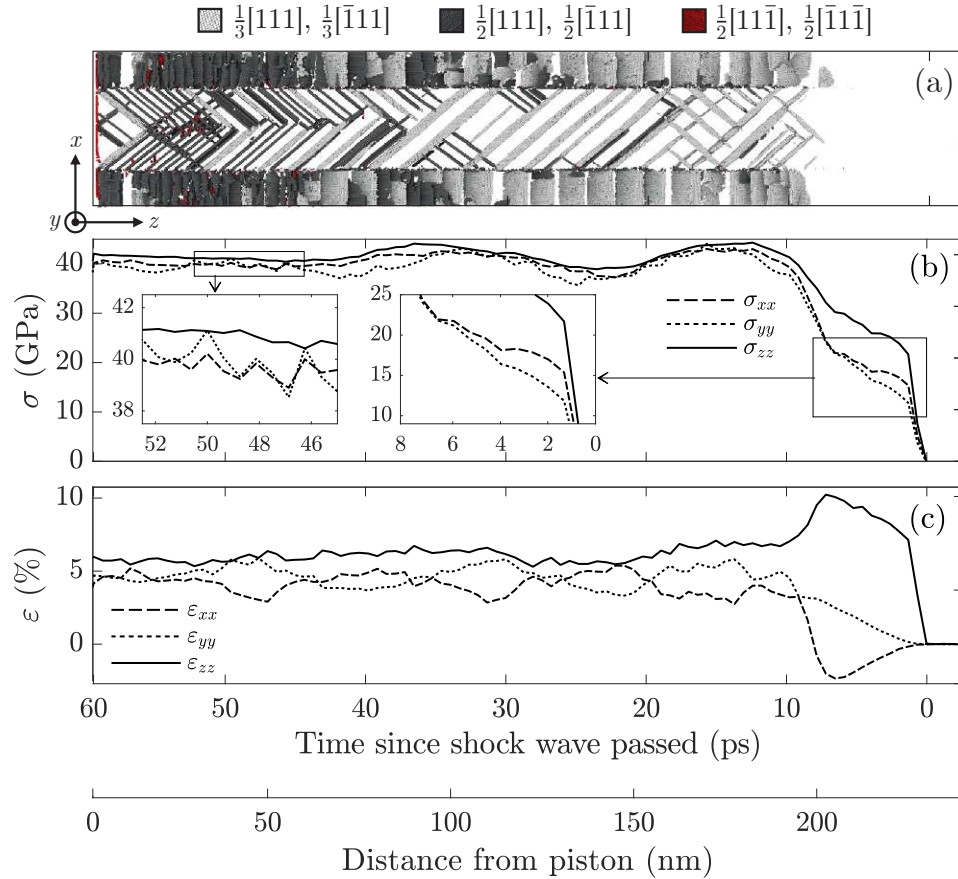 1/3[111], 1/3[1̄11] 1/2[111], 1/2[1̄11] 1/2[111̄], 1/2[1̄11̄]
(a)
x
y z
(b)
σ (GPa)
40
30
20
10
0
42
41
40
38
52 50 48 46
25
20
15
10
8 6 4 2 0
σxx
σyy
σzz
(c)
ε (%)
10
5
0
εxx
εyy
εzz
60 50 40 30 20 10 0
Time since shock wave passed (ps)
0 50 100 150 200
Distance from piston (nm)